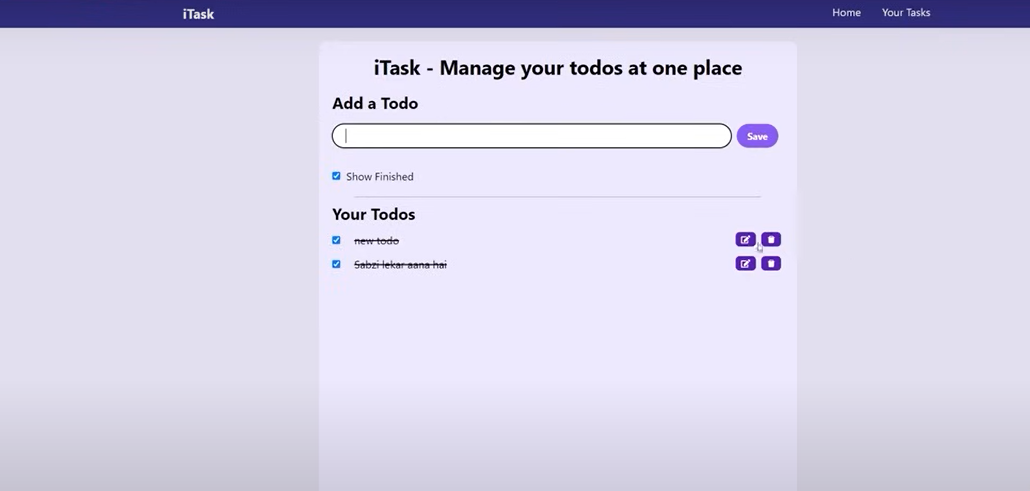 iTask
Home
Your Tasks
iTask - Manage your todos at one place
Add a Todo
Save
Show Finished
Your Todos
new todo
Sabzi lekar aana hai